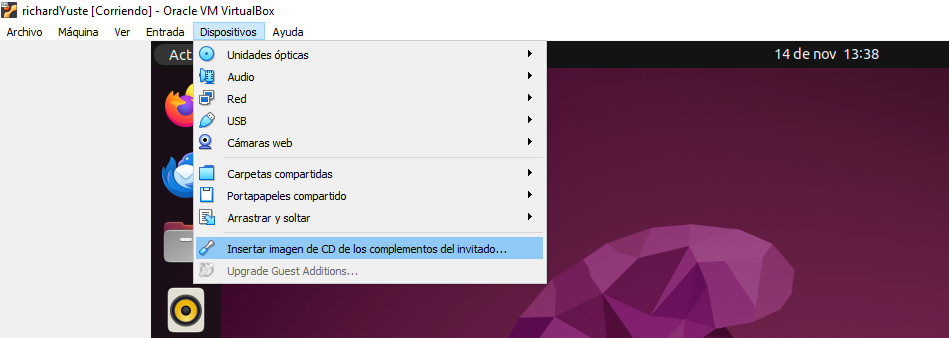 richardYuste [Corriendo] - Oracle VM VirtualBox
Archivo Máquina Ver Entrada Dispositivos Ayuda
Act
14 de nov 13:38
Unidades ópticas
Audio
Red
USB
Cámaras web
Carpetas compartidas
Portapapeles compartido
Arrastrar y soltar
Insertar imagen de CD de los complementos del invitado...
Upgrade Guest Additions...